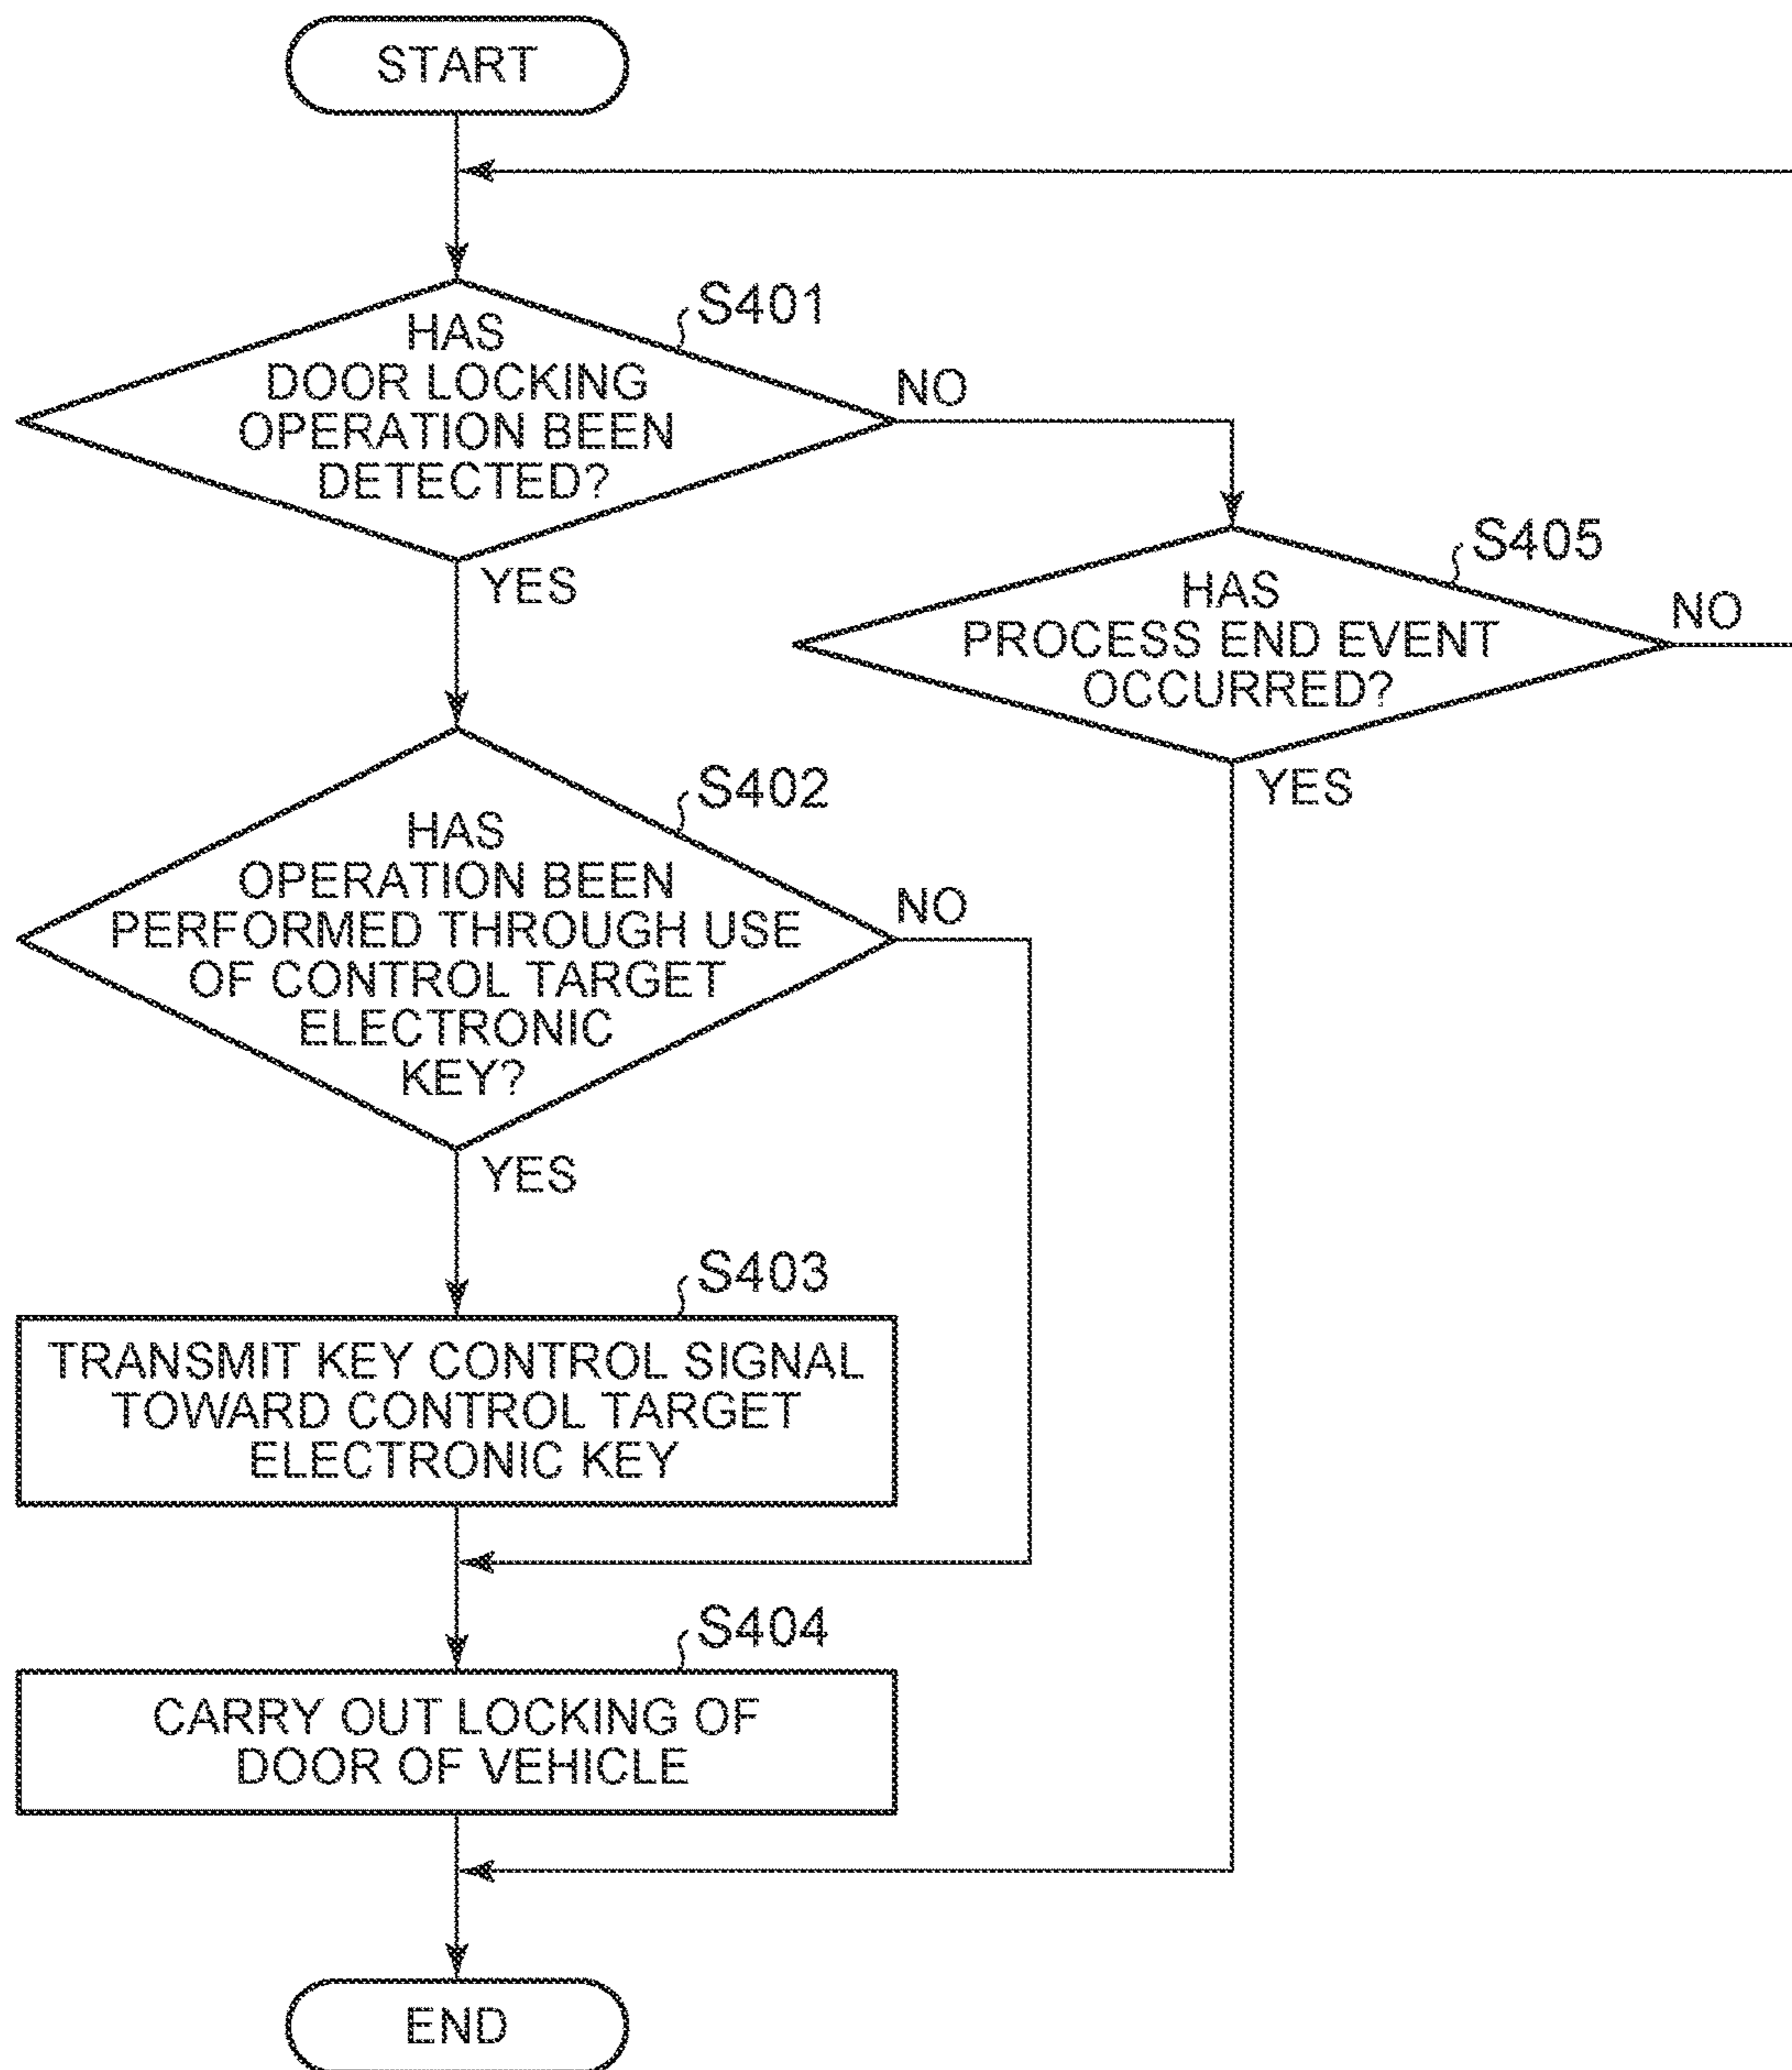 START
S401
HAS
DOOR LOCKING
OPERATION BEEN
DETECTED?
NO
YES
S405
HAS
PROCESS END EVENT
OCCURRED?
NO
YES
S402
HAS
OPERATION BEEN
PERFORMED THROUGH USE
OF CONTROL TARGET
ELECTRONIC
KEY?
NO
YES
S403
TRANSMIT KEY CONTROL SIGNAL
TOWARD CONTROL TARGET
ELECTRONIC KEY
S404
CARRY OUT LOCKING OF
DOOR OF VEHICLE
END